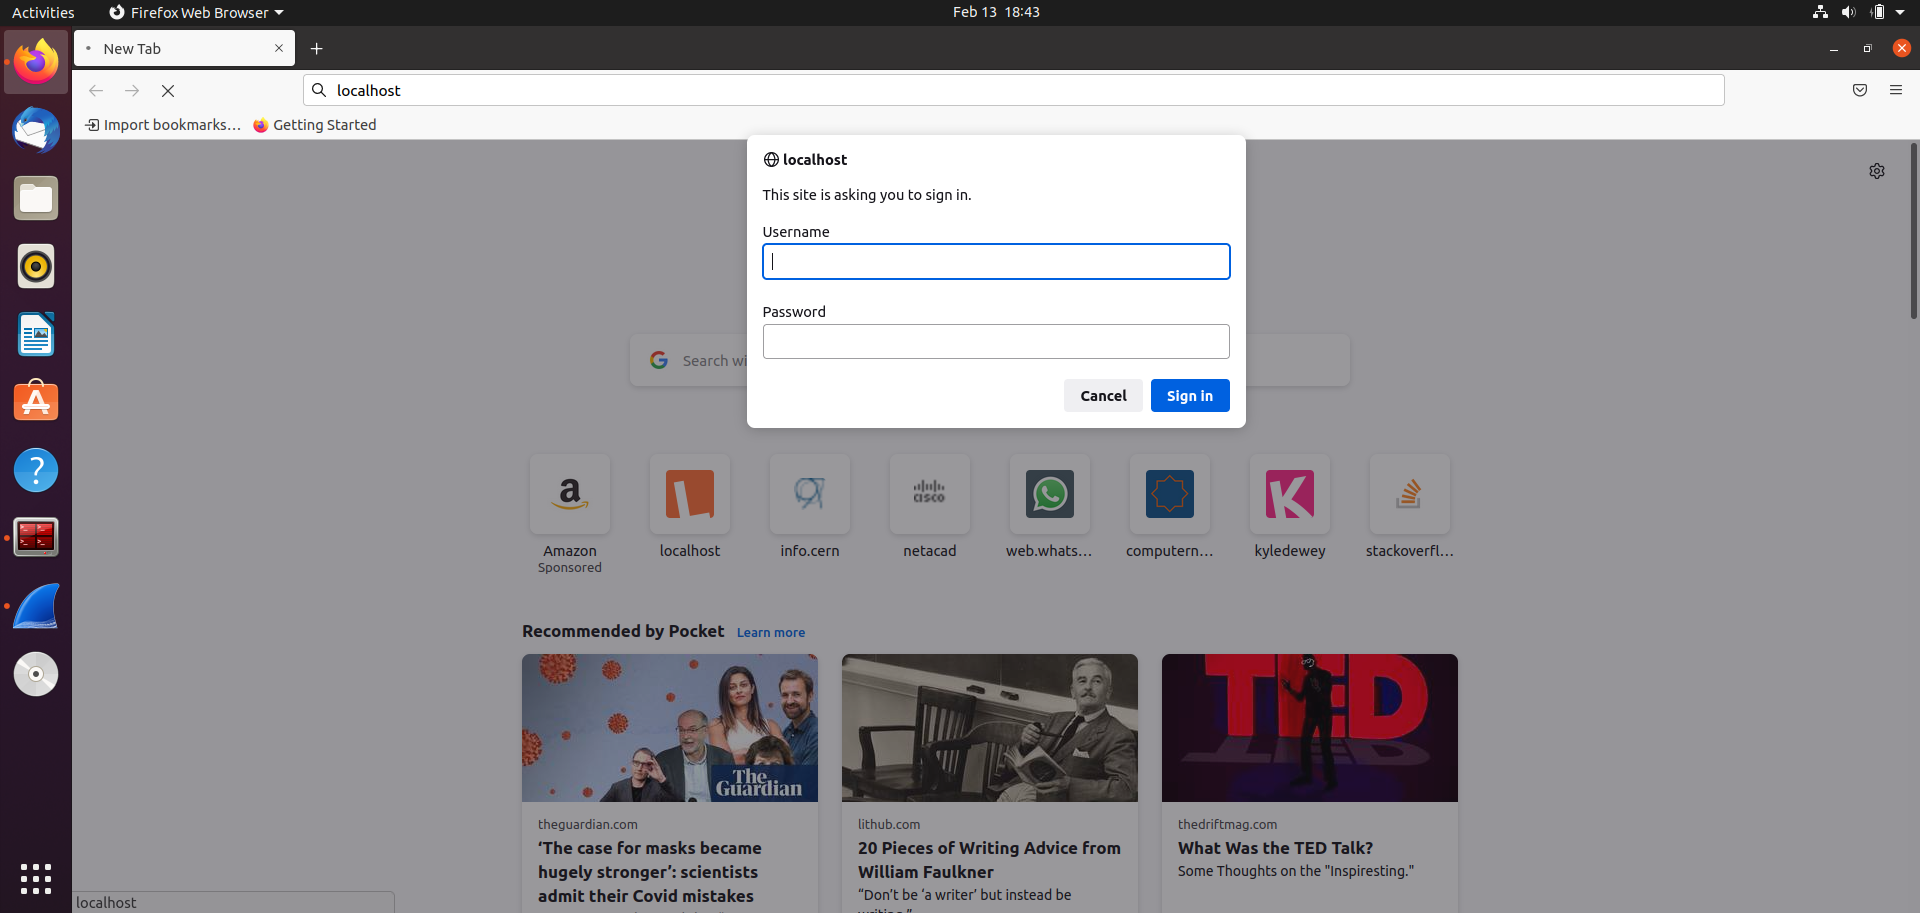 Activities
Firefox Web Browser
Feb 13 18:43
New Tab
localhost
Import bookmarks...
Getting Started
localhost
This site is asking you to sign in.
Username
Password
Cancel
Sign in
Search wi
a
cisco
Amazon
Sponsored
localhost
info.cern
netacad
web.whats...
computern...
kyledewey
stackoverfl...
Recommended by Pocket
Learn more
The
Guardian
TED
theguardian.com
‘The case for masks became
hugely stronger’: scientists
admit their Covid mistakes
lithub.com
20 Pieces of Writing Advice from
William Faulkner
“Don’t be ‘a writer’ but instead be
thedriftmag.com
What Was the TED Talk?
Some Thoughts on the "Inspiresting."
localhost